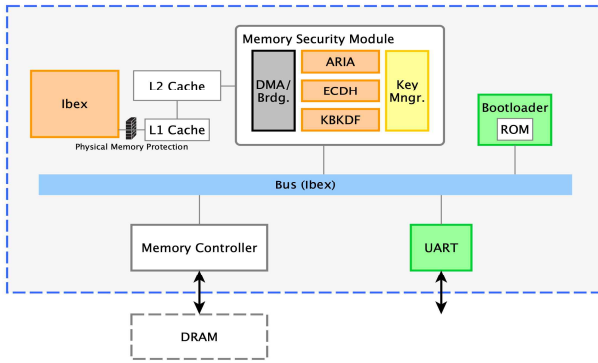 Memory Security Module
ARIA
L2 Cache
DMA/
Brdg.
ECDH
Key
Mngr.
Ibex
Bootloader
KBKDF
L1 Cache
ROM
Physical Memory Protection
Bus (Ibex)
Memory Controller
UART
DRAM